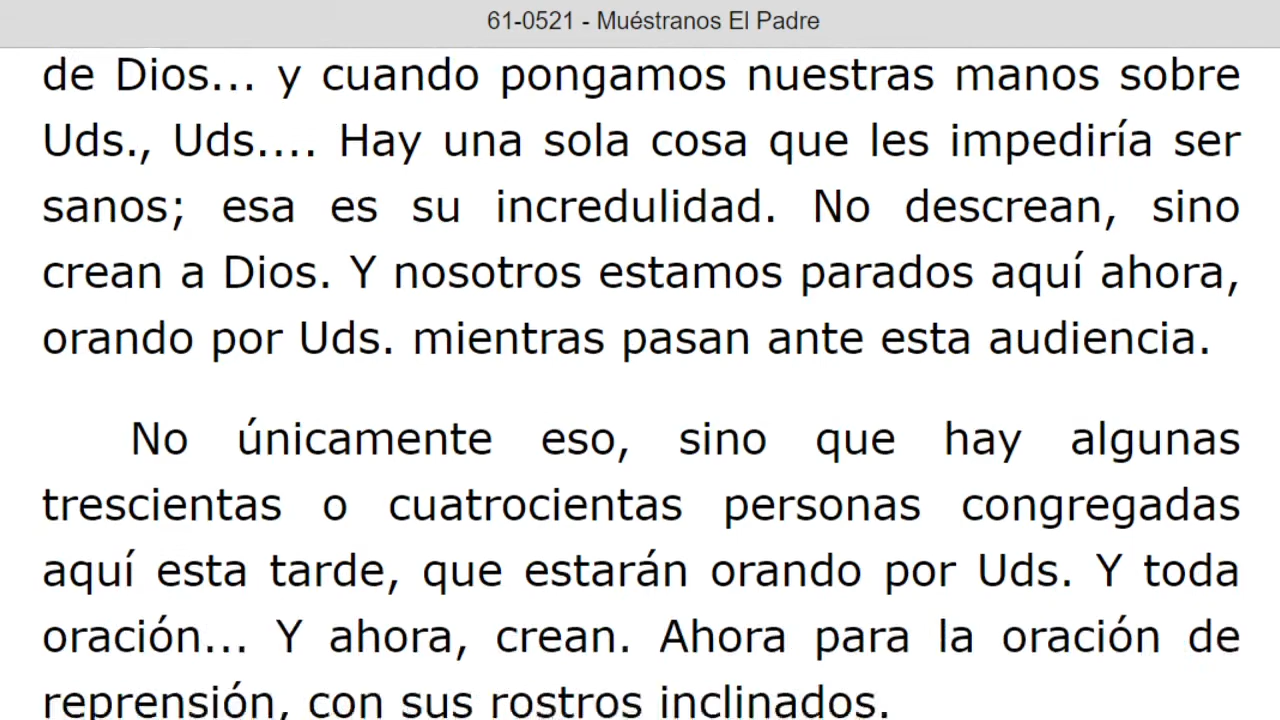 61-0521 - Muéstranos El Padre
de Dios... y cuando pongamos nuestras manos sobre
Uds., Uds.... Hay una sola cosa que les impediría ser
sanos; esa es su incredulidad. No descrean, sino
crean a Dios. Y nosotros estamos parados aquí ahora,
orando por Uds. mientras pasan ante esta audiencia.
No únicamente eso, sino que hay algunas
trescientas o cuatrocientas personas congregadas
aquí esta tarde, que estarán orando por Uds. Y toda
oración... Y ahora, crean. Ahora para la oración de
reprensión, con sus rostros inclinados.